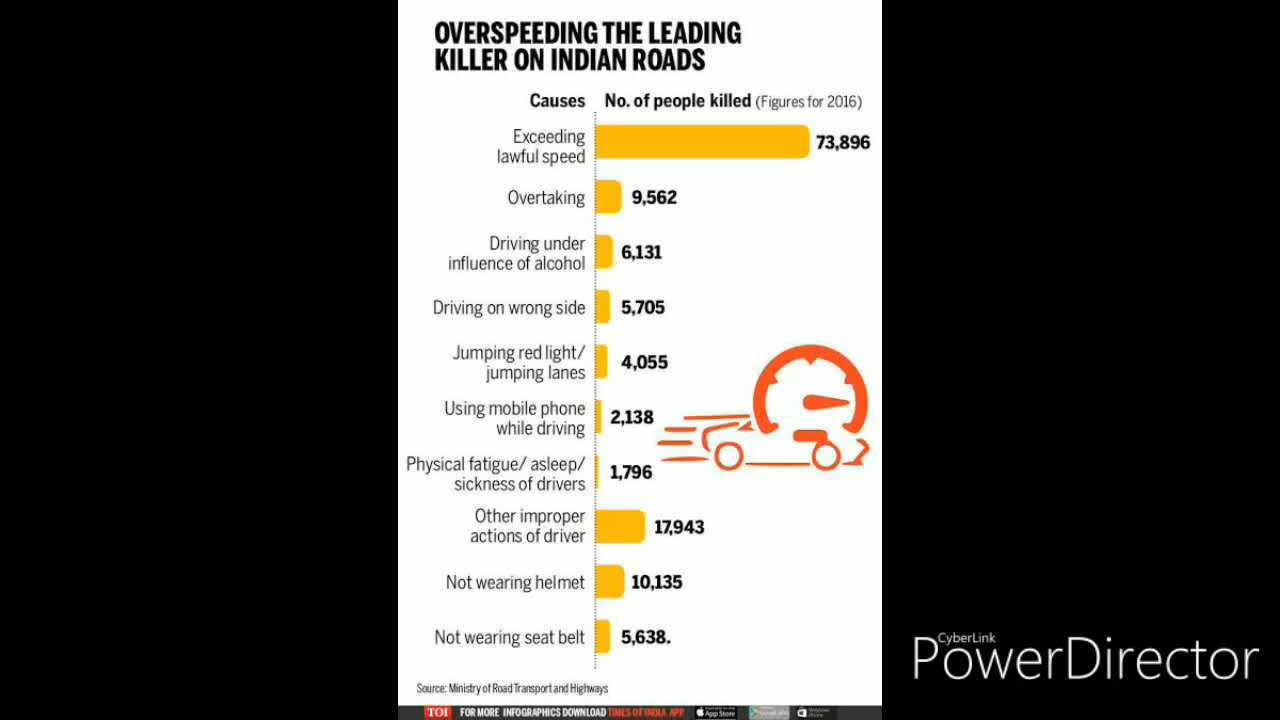 OVERSPEEDING THE LEADING
KILLER ON INDIAN ROADS
Causes No. of people killed (Figures for 2016)
Exceeding
lawful speed
73,896
Overtaking 9,562
Driving under
influence of alcohol
6,131
Driving on wrong side 5,705
Jumping red light/
jumping lanes
4,055
Using mobile phone
while driving
2,138
Physical fatigue/ asleep/
sickness of drivers
1,796
Other improper
actions of driver
17,943
Not wearing helmet 10,135
Not wearing seat belt 5,638.
Source: Ministry of Road Transport and Highways
TOI FOR MORE INFOGRAPHICS DOWNLOAD TIMES OF INDIA APP App Store
CyberLink
PowerDirector